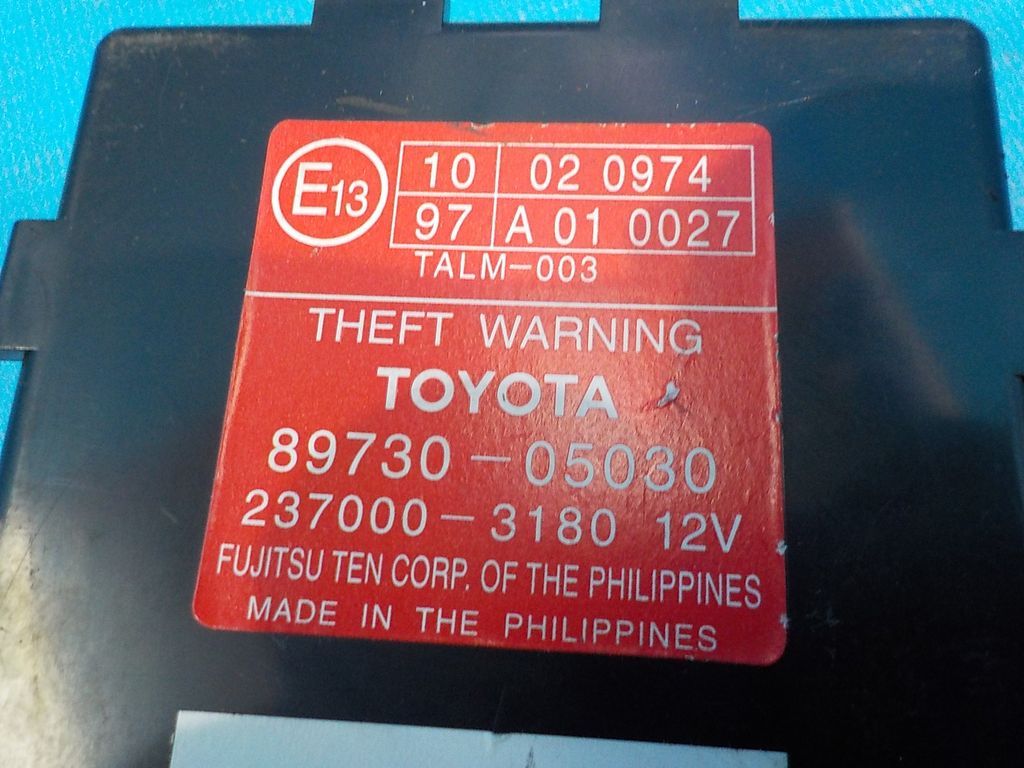 E13 10 02 0974
97 A 01 0027
TALM-003
THEFT WARNING
TOYOTA
89730-05030
237000-3180 12V
FUJITSU TEN CORP. OF THE PHILIPPINES
MADE IN THE PHILIPPINES